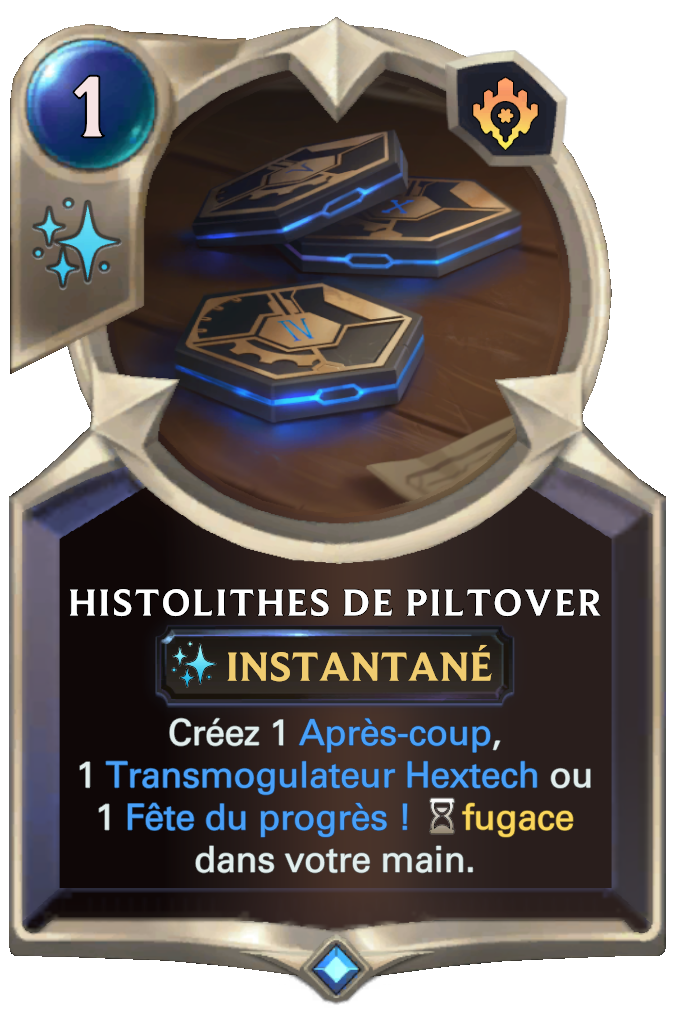 1
V
X
IV
HISTOLITHES DE PILTOVER
INSTANTANÉ
Créez 1 Après-coup,
1 Transmogulateur Hextech ou
1 Fête du progrès ! fugace
dans votre main.